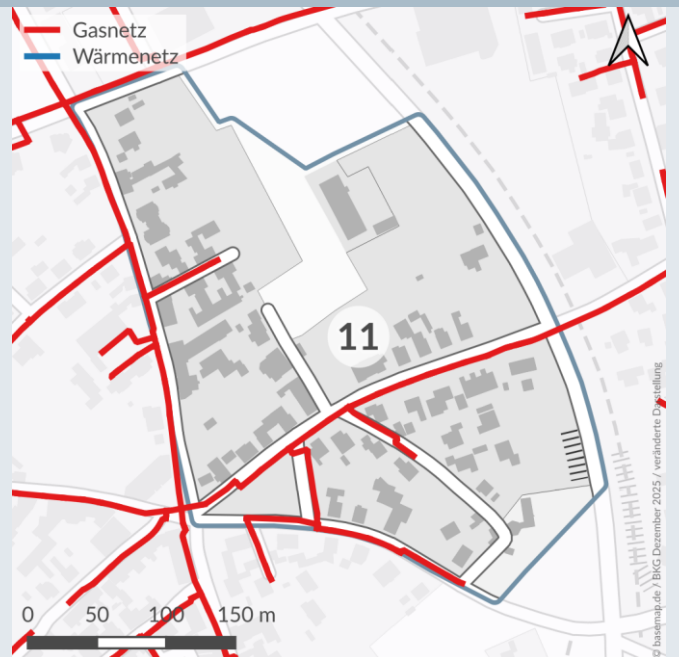 Gasnetz
Wärmenetz
11
0 50 100 150 m
© basemap.de / BKG Dezember 2025 / veränderte Darstellung